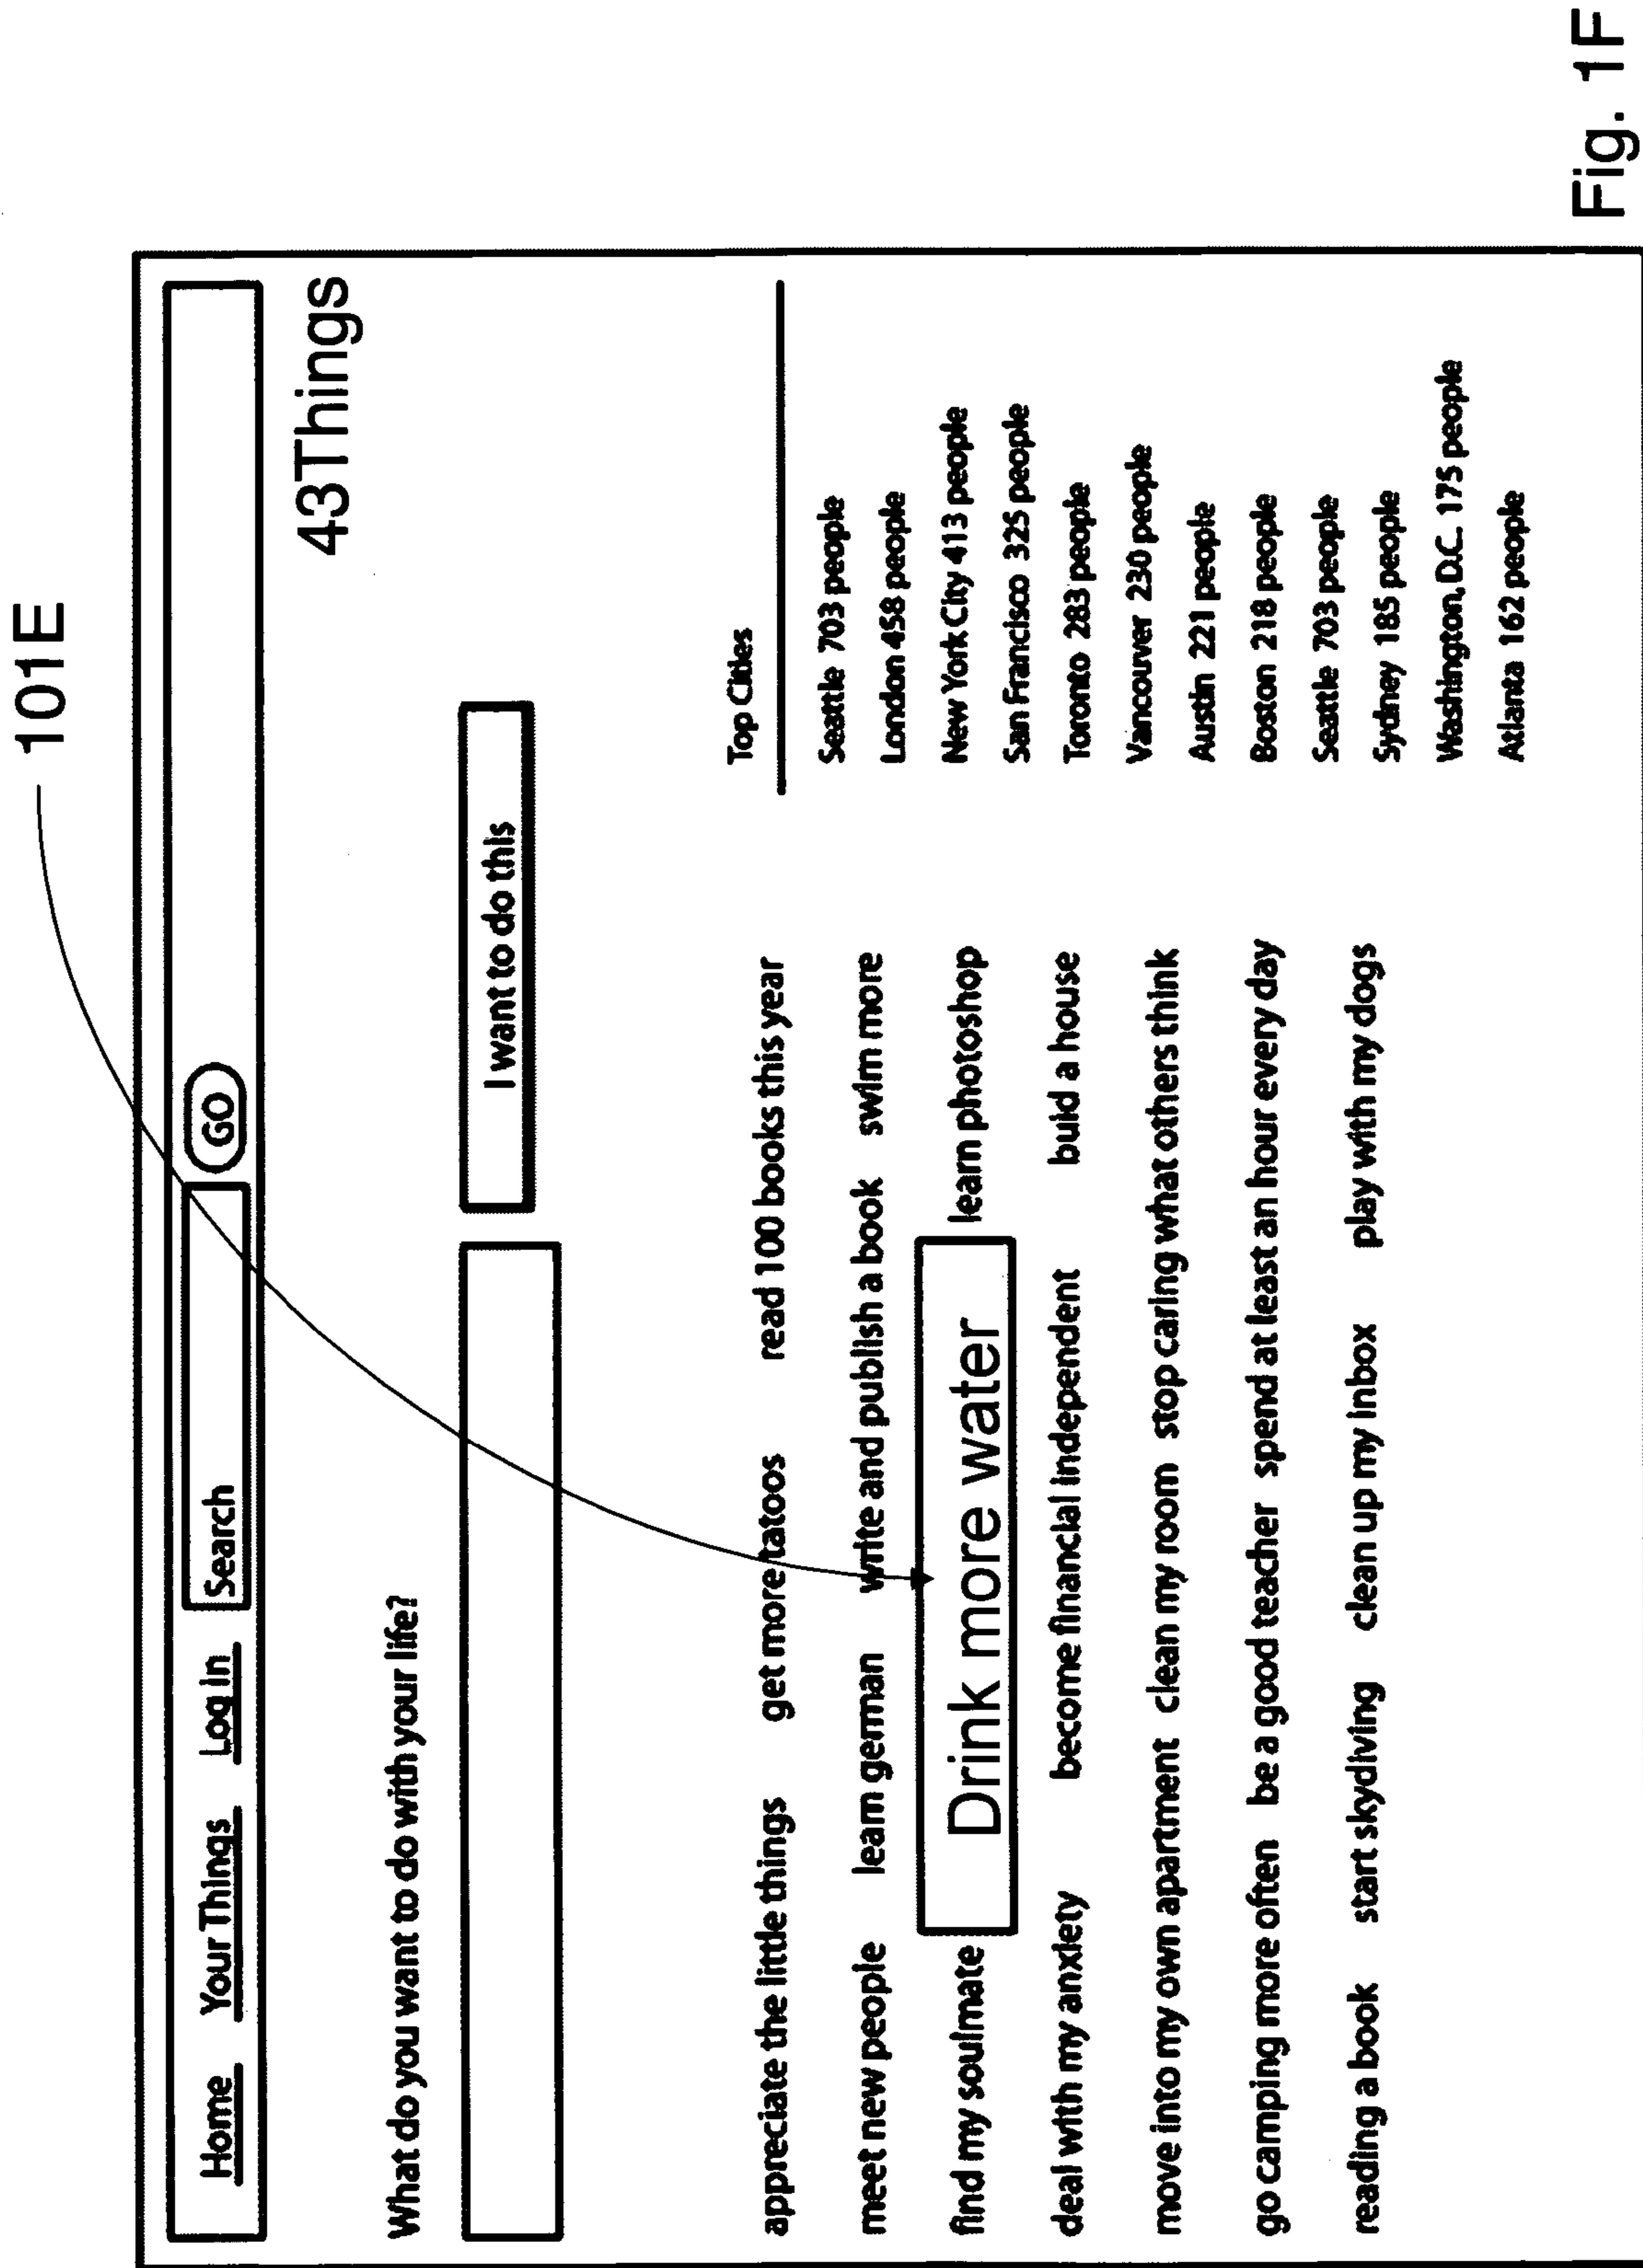 101E
Home Your Things Log In Search GO
43Things
What do you want to do with your life?
I want to do this
appreciate the little things get more tatoos read 100 books this year
meet new people learn german write and publish a book swim more
find my soulmate Drink more water learn photoshop
deal with my anxiety become financial independent buid a house
move into my own apartment clean my room stop caring what others think
go camping more often be a good teacher spend at least an hour every day
reading a book start skydiving clean up my inbox play with my dogs
Top Cities
Seattle 703 people
London 458 people
New York City 413 people
San Francisco 325 people
Toronto 283 people
Vancouver 230 people
Austin 221 people
Boston 218 people
Seattle 703 people
Sydney 185 people
Washington, D.C. 175 people
Atlanta 162 people
Fig. 1F